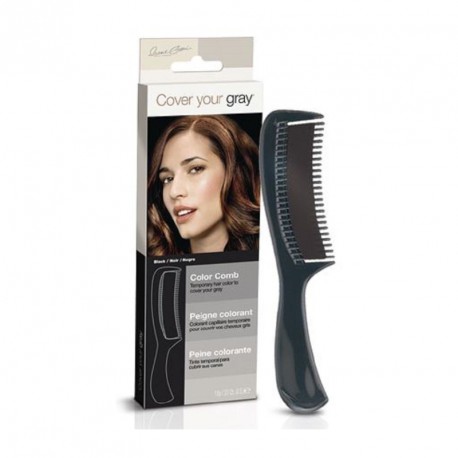 Cover your gray
Black / Noir / Negro
Color Comb
Temporary hair color to
cover your gray
Peigne colorant
Colorant capillaire temporaire
pour couvrir vos cheveux gris
Peine colorante
Tinte temporal para
cubrir sus canas